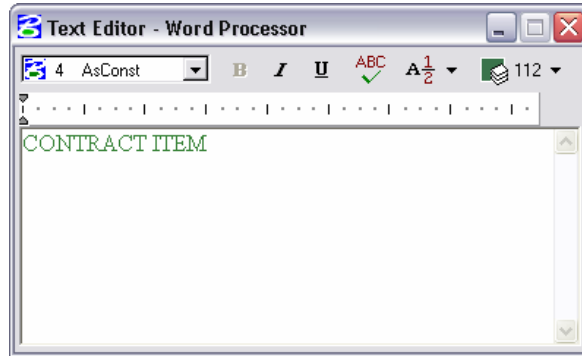 Text Editor - Word Processor
4 AsConst B I U ABC A½ 112
CONTRACT ITEM